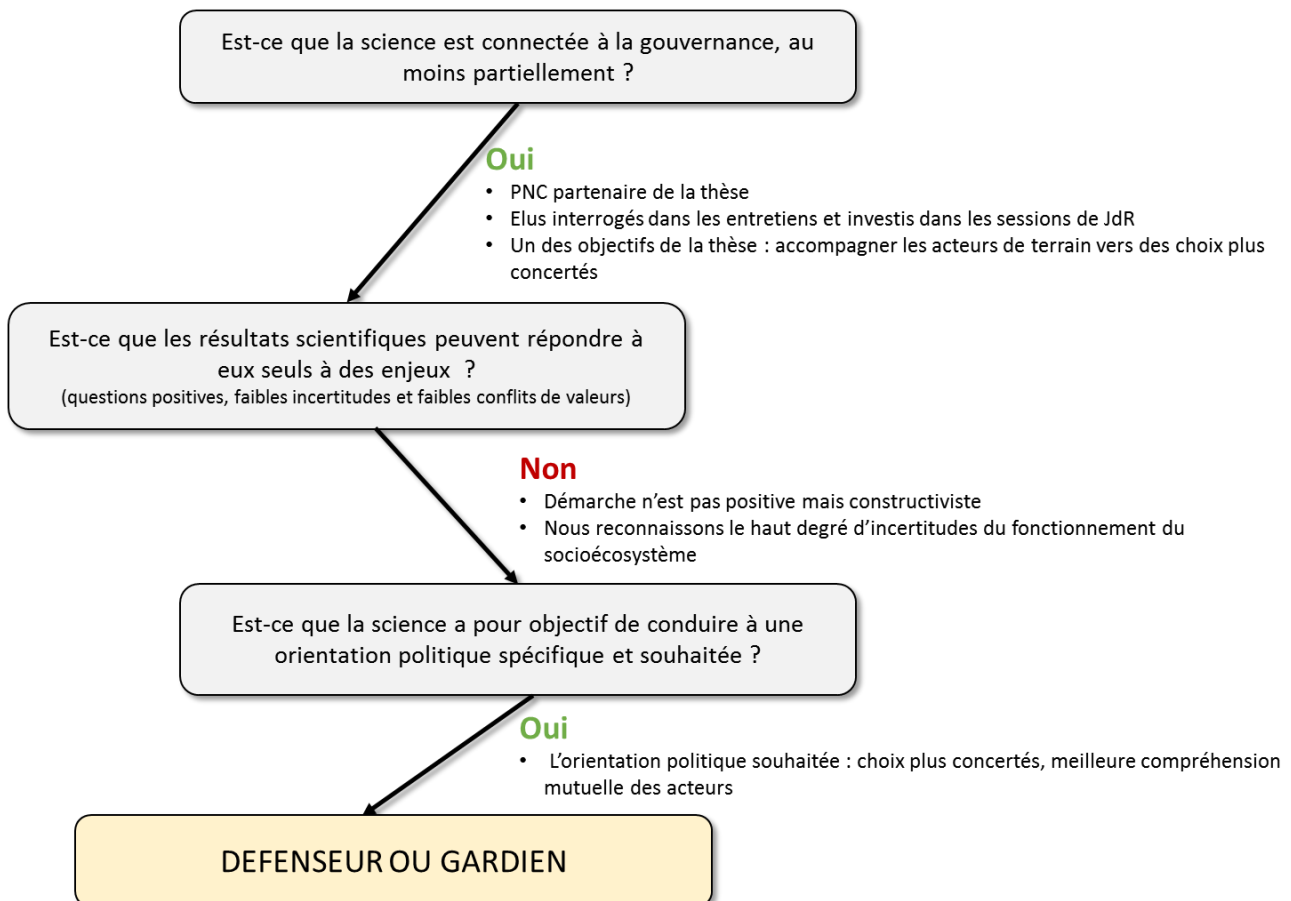 Est-ce que la science est connectée à la gouvernance, au
moins partiellement ?
Oui
• PNC partenaire de la thèse
• Elus interrogés dans les entretiens et investis dans les sessions de JdR
• Un des objectifs de la thèse : accompagner les acteurs de terrain vers des choix plus
concertés
Est-ce que les résultats scientifiques peuvent répondre à
eux seuls à des enjeux ?
(questions positives, faibles incertitudes et faibles conflits de valeurs)
Non
• Démarche n'est pas positive mais constructiviste
• Nous reconnaissons le haut degré d'incertitudes du fonctionnement du
socioécosystème
Est-ce que la science a pour objectif de conduire à une
orientation politique spécifique et souhaitée ?
Oui
• L'orientation politique souhaitée : choix plus concertés, meilleure compréhension
mutuelle des acteurs
DEFENSEUR OU GARDIEN